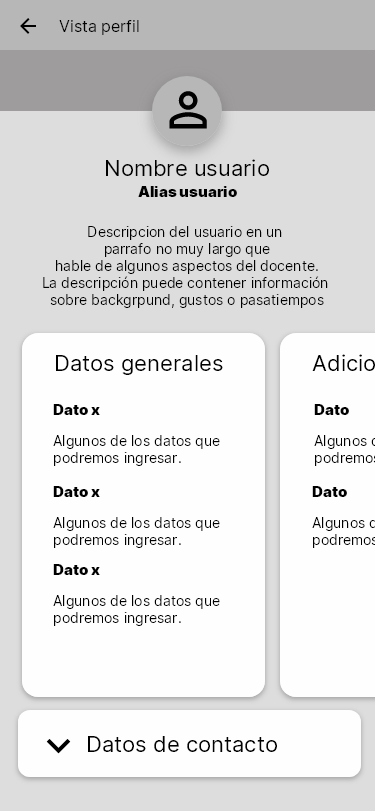 Vista perfil
Nombre usuario
Alias usuario
Descripcion del usuario en un
parrafo no muy largo que
hable de algunos aspectos del docente.
La descripción puede contener información
sobre backgrpund, gustos o pasatiempos
Datos generales
Dato x
Algunos de los datos que
podremos ingresar.
Dato x
Algunos de los datos que
podremos ingresar.
Dato x
Algunos de los datos que
podremos ingresar.
Adicio
Dato
Algunos d
podremos
Dato
Algunos d
podremos
Datos de contacto